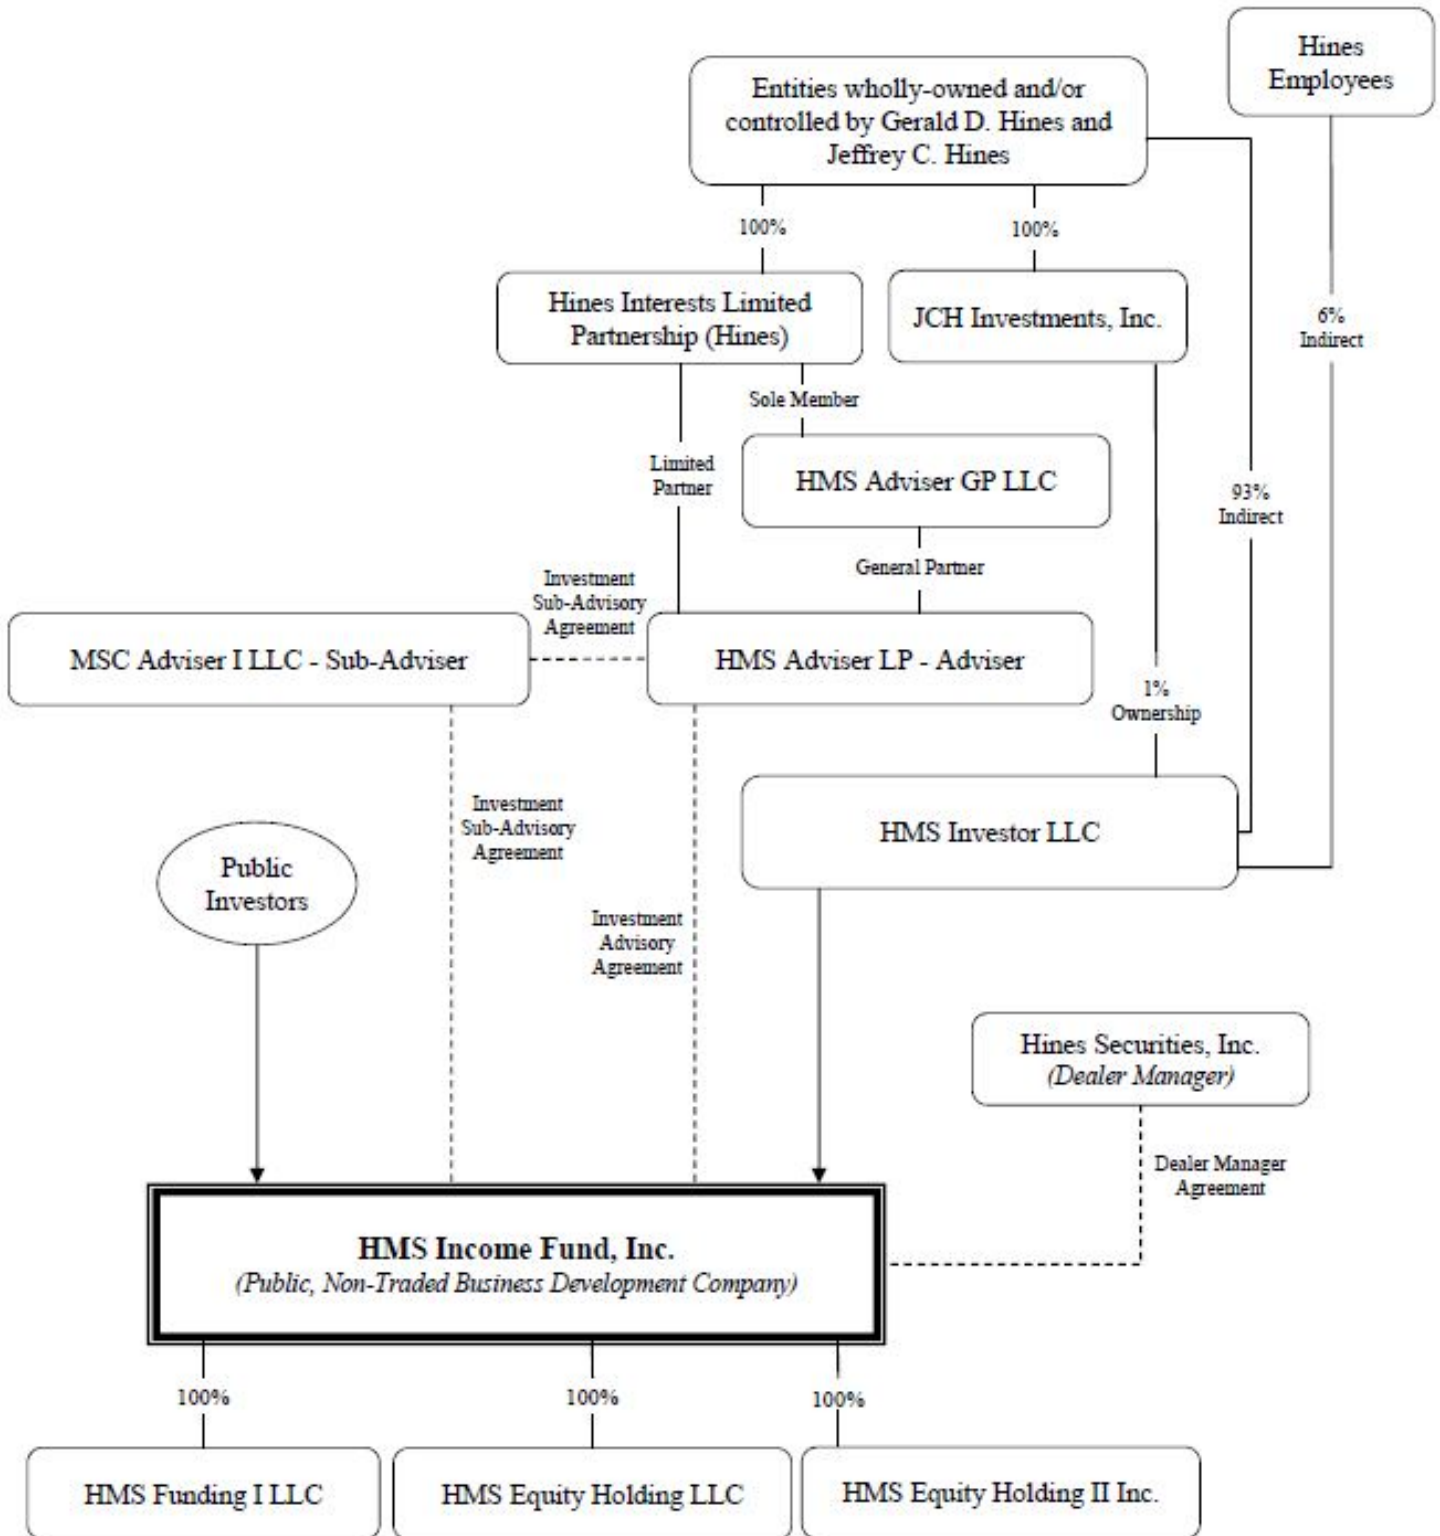 Hines
Employees
Entities wholly-owned and/or
controlled by Gerald D. Hines and
Jeffrey C. Hines
100%
100%
Hines Interests Limited
Partnership (Hines)
JCH Investments, Inc.
6%
Indirect
Sole Member
Limited
Partner
HMS Adviser GP LLC
93%
Indirect
General Partner
Investment
Sub-Advisory
Agreement
MSC Adviser I LLC - Sub-Adviser
HMS Adviser LP - Adviser
1%
Ownership
Investment
Sub-Advisory
Agreement
HMS Investor LLC
Public
Investors
Investment
Advisory
Agreement
Hines Securities, Inc.
(Dealer Manager)
Dealer Manager
Agreement
HMS Income Fund, Inc.
(Public, Non-Traded Business Development Company)
100%
100%
100%
HMS Funding I LLC
HMS Equity Holding LLC
HMS Equity Holding II Inc.